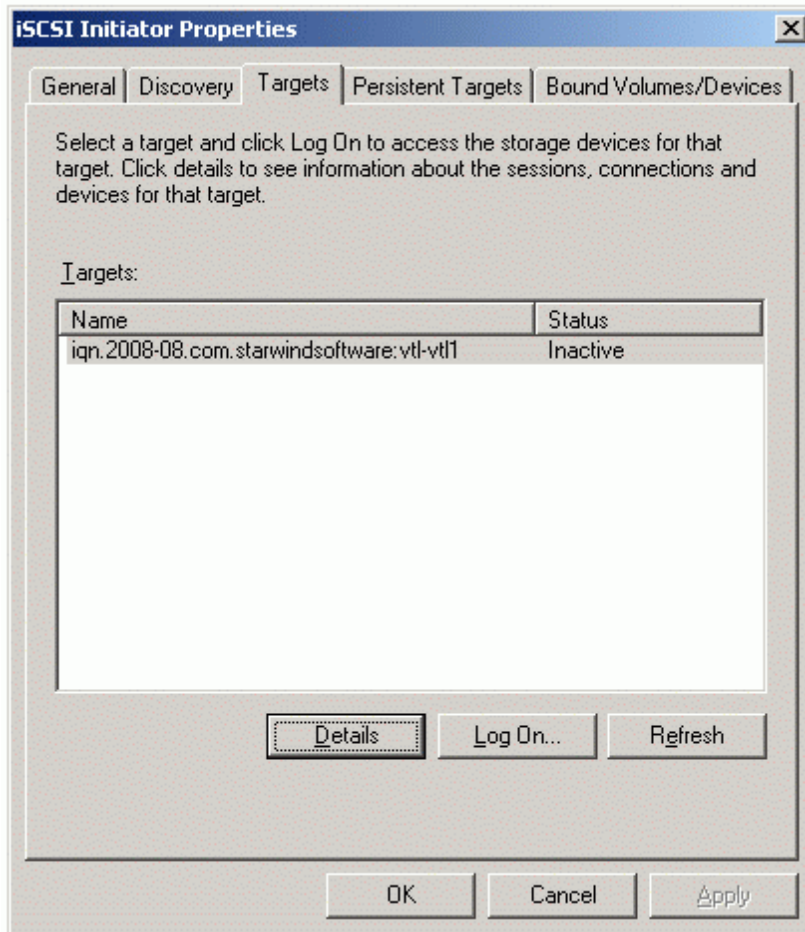 iSCSI Initiator Properties
General Discovery Targets Persistent Targets Bound Volumes/Devices
Select a target and click Log On to access the storage devices for that
target. Click details to see information about the sessions, connections and
devices for that target.
Targets:
Name Status
iqn.2008-08.com.starwindsoftware:vtl-vtl1 Inactive
Details Log On... Refresh
OK Cancel Apply